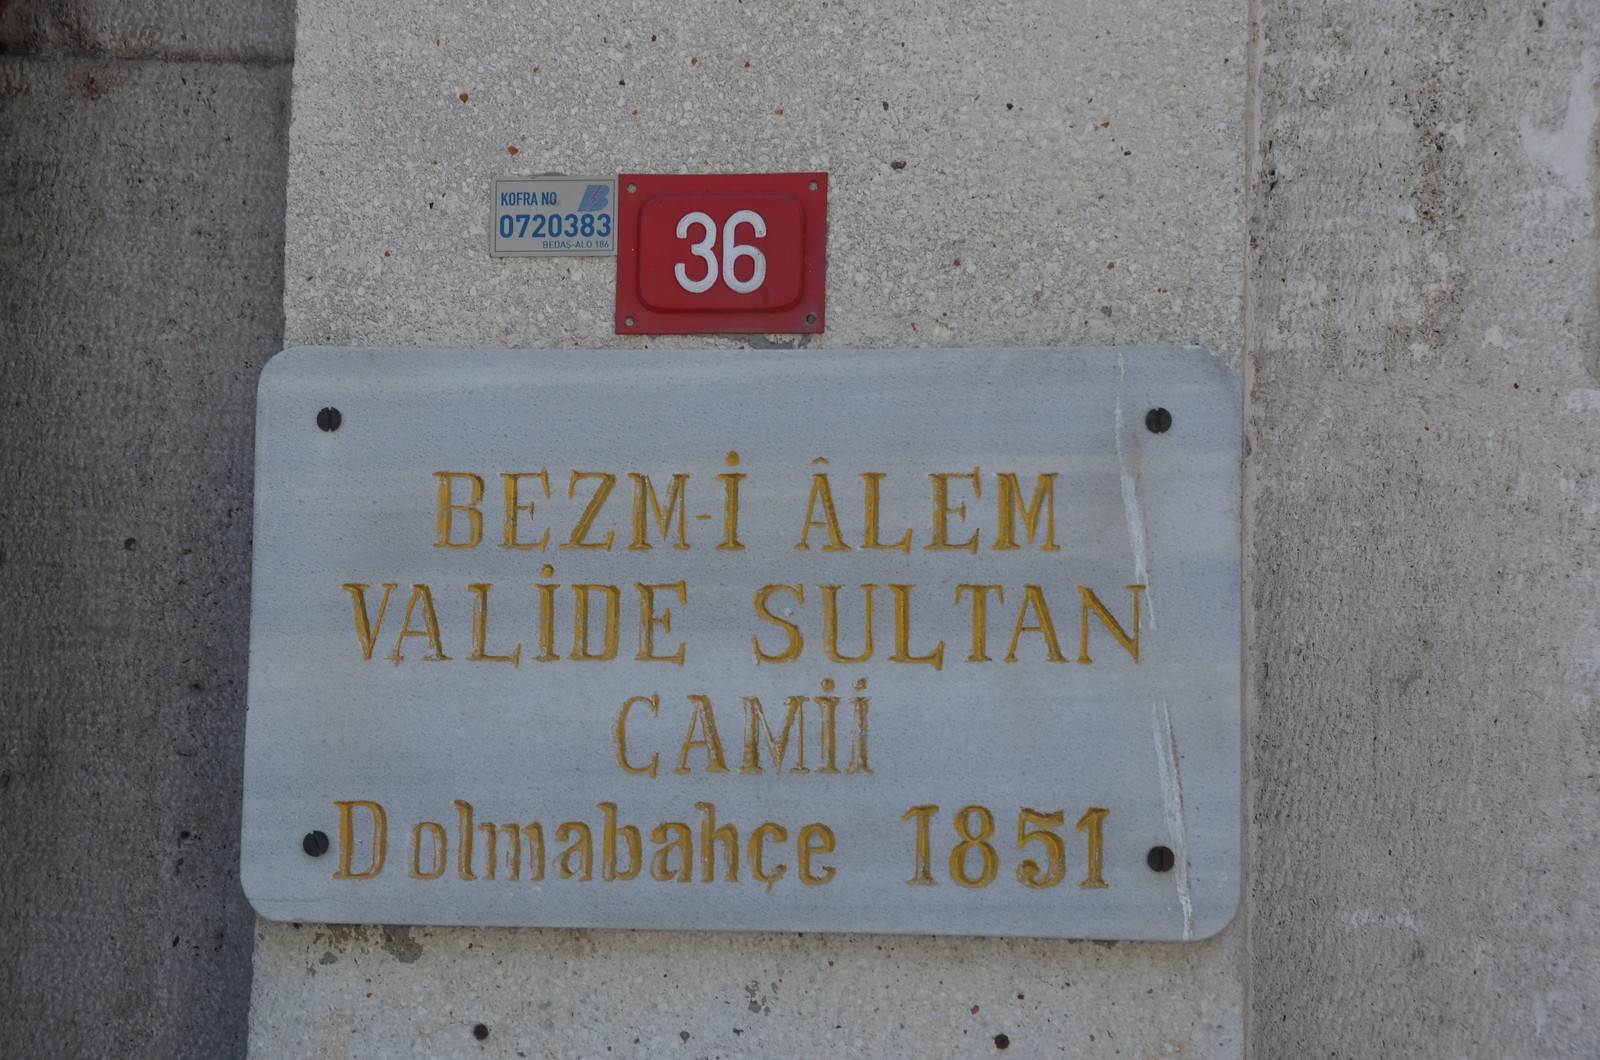 KOFRA NO
0720383
BEDAŞ-ALO 186
36
BEZM-İ ÂLEM
VALİDE SULTAN
CAMİİ
Dolmabahçe 1851